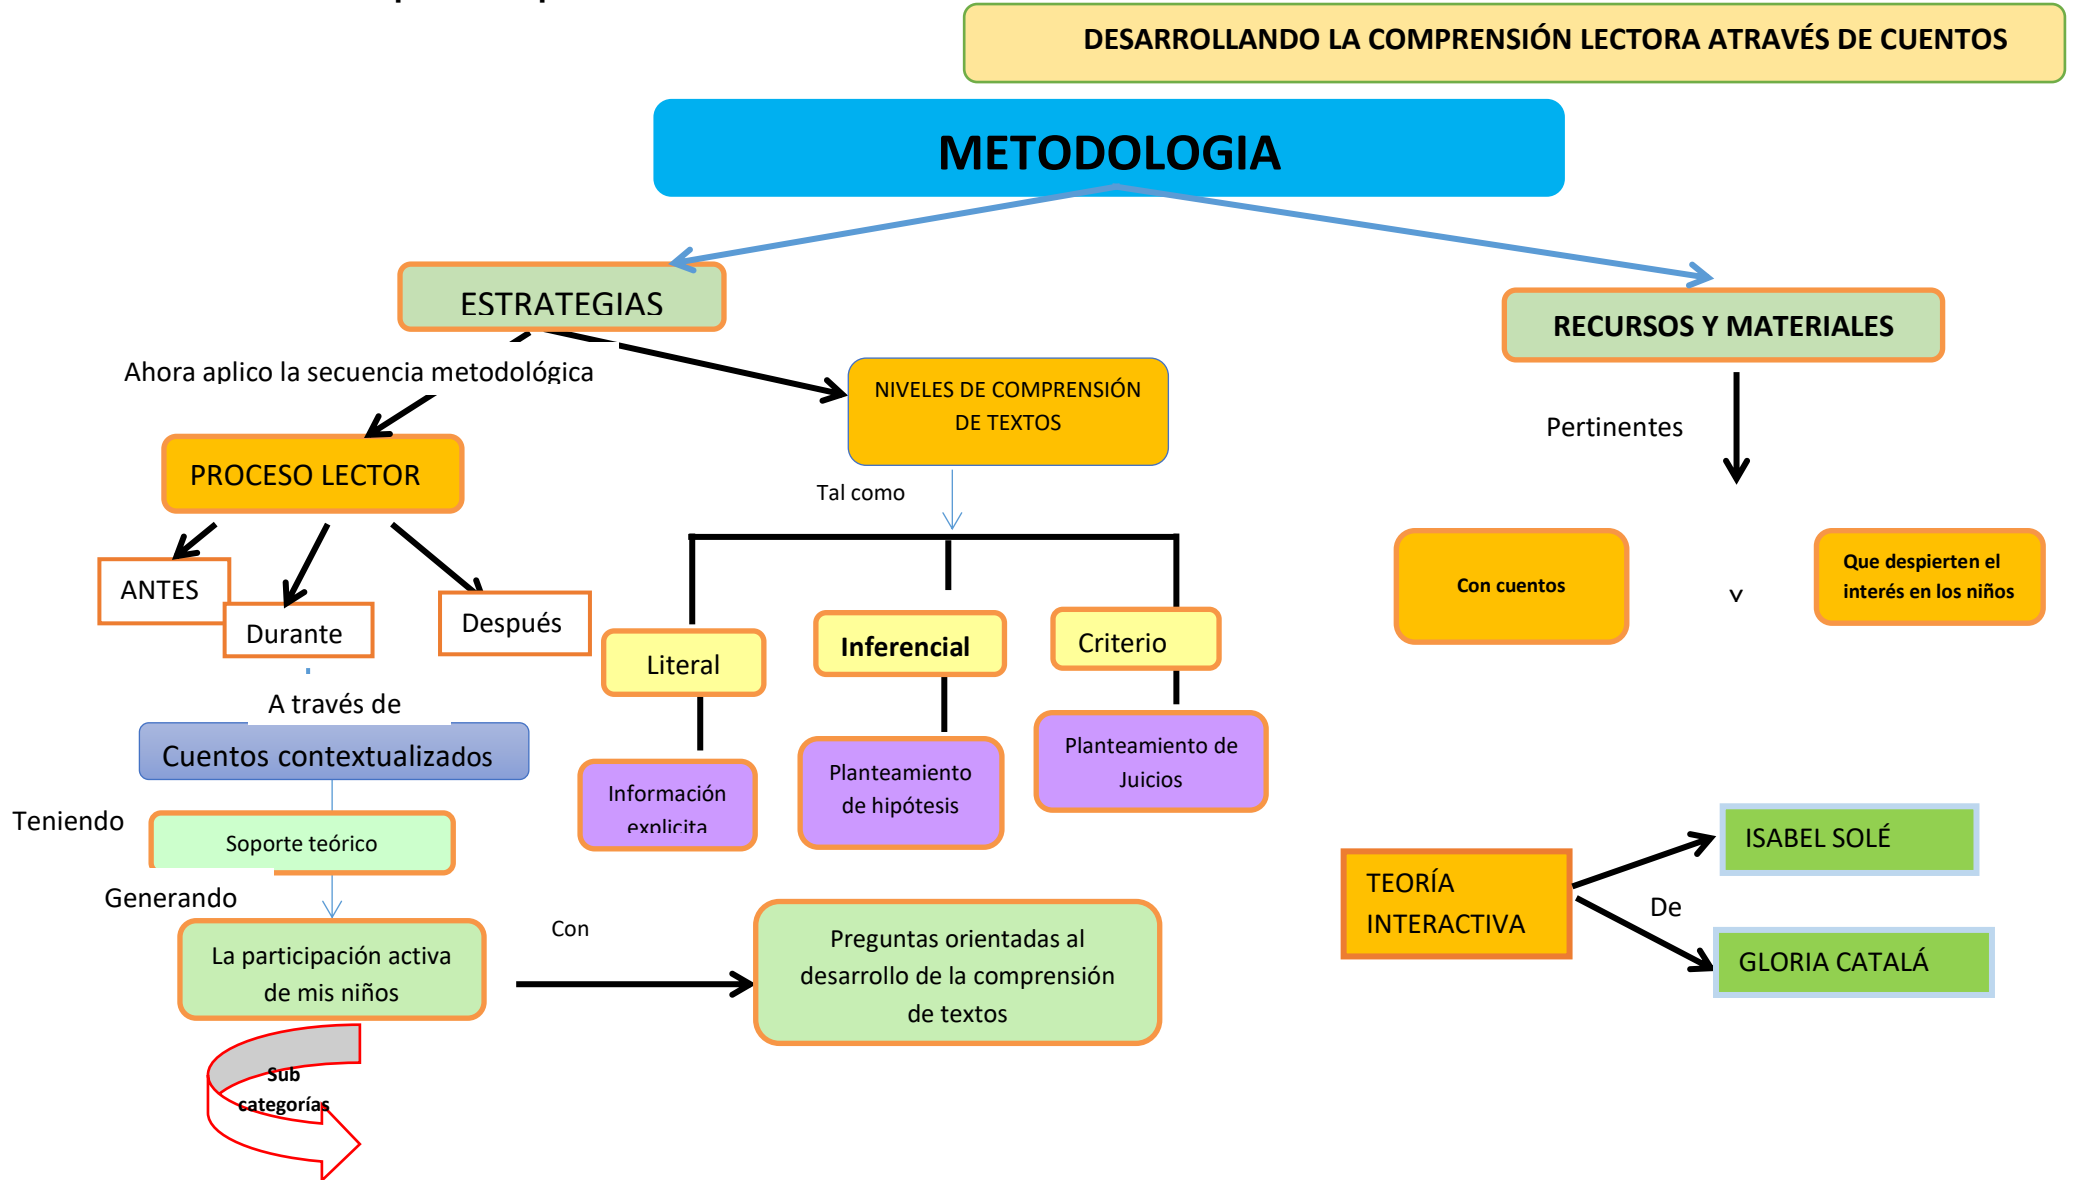 DESARROLLANDO LA COMPRENSIÓN LECTORA ATRAVÉS DE CUENTOS
METODOLOGIA
ESTRATEGIAS
RECURSOS Y MATERIALES
Ahora aplico la secuencia metodológica
NIVELES DE COMPRENSIÓN
DE TEXTOS
Pertinentes
PROCESO LECTOR
Tal como
ANTES
Durante
Después
Con cuentos
v
Que despierten el
interés en los niños
Literal
Inferencial
Criterio
A través de
Cuentos contextualizados
Información
explicita
Planteamiento
de hipótesis
Planteamiento de
Juicios
Teniendo
Soporte teórico
Generando
La participación activa
de mis niños
Con
Preguntas orientadas al
desarrollo de la comprensión
de textos
TEORÍA
INTERACTIVA
De
ISABEL SOLÉ
GLORIA CATALÁ
Sub
categorías